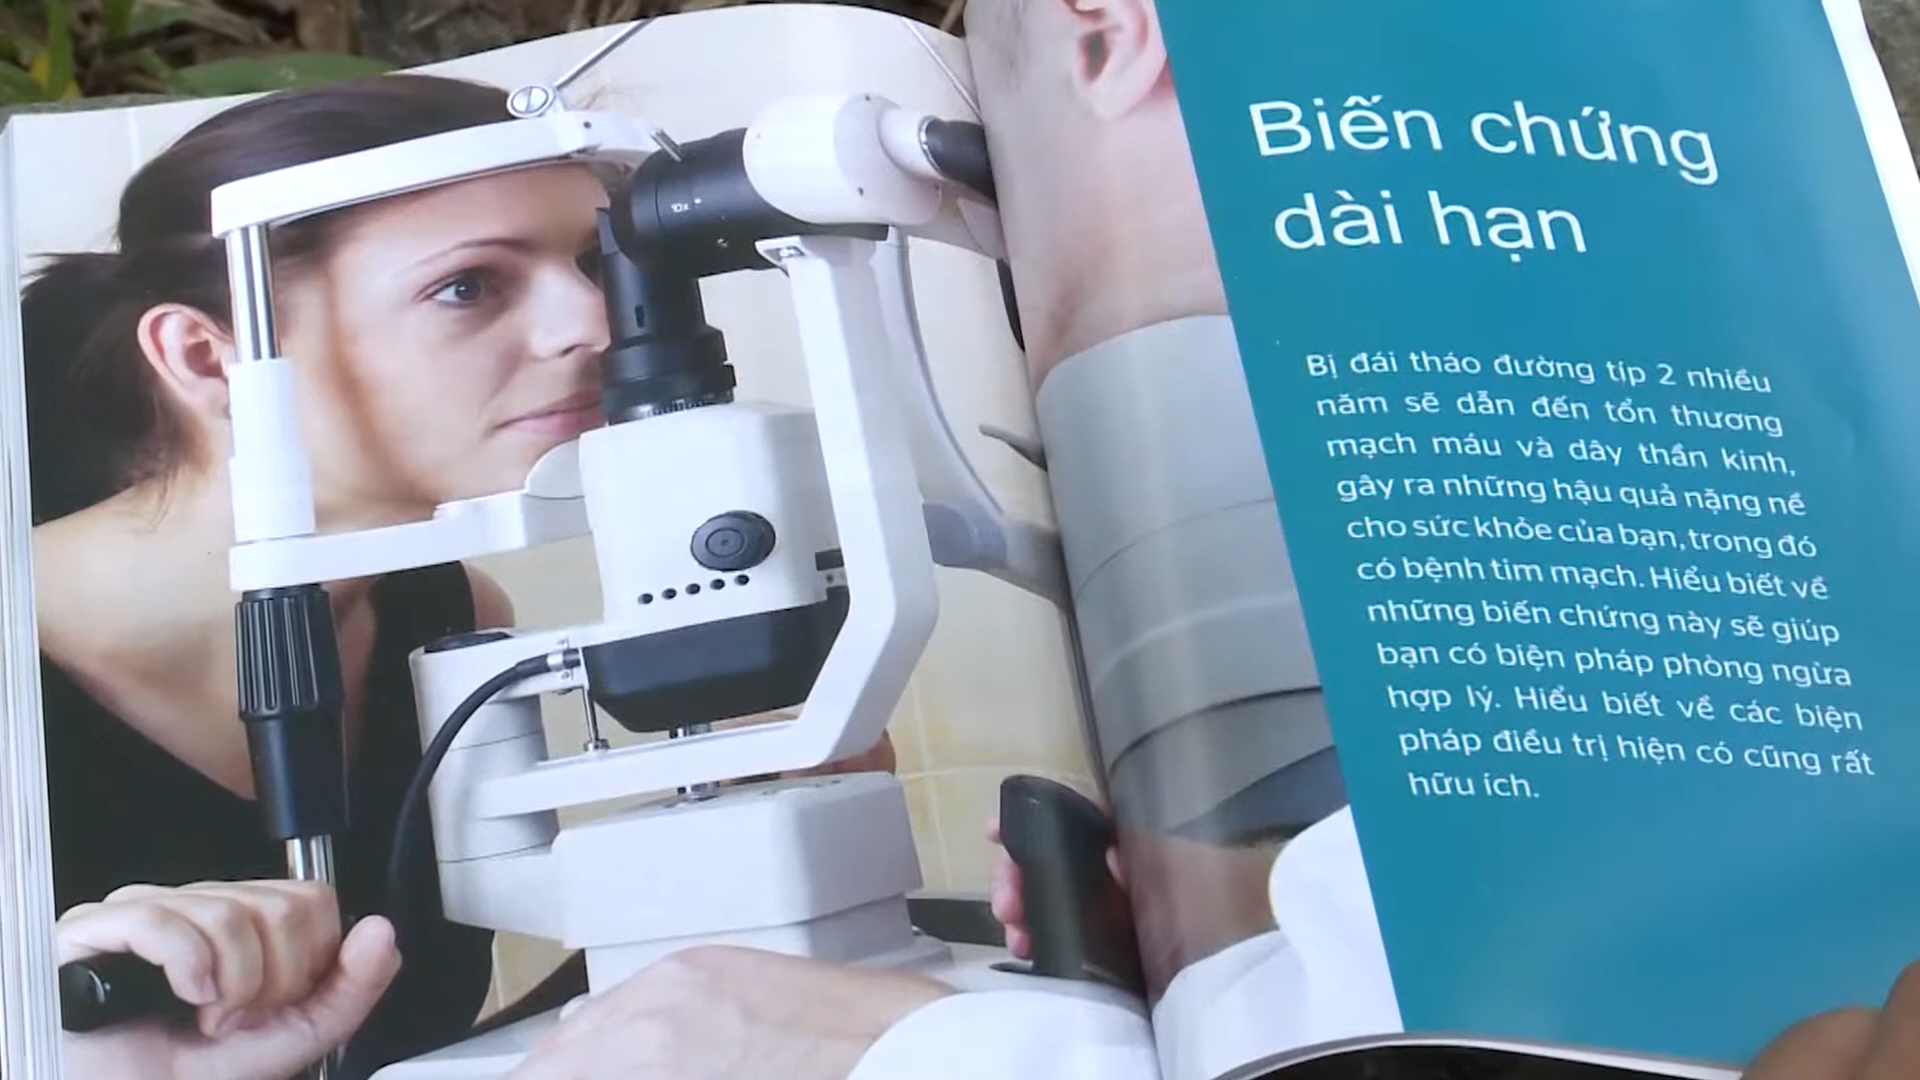 Biến chứng
dài hạn
Bị đái tháo đường típ 2 nhiều
năm sẽ dẫn đến tổn thương
mạch máu và dây thần kinh,
gây ra những hậu quả nặng nề
cho sức khỏe của bạn, trong đó
có bệnh tim mạch. Hiểu biết về
những biến chứng này sẽ giúp
bạn có biện pháp phòng ngừa
hợp lý. Hiểu biết về các biện
pháp điều trị hiện có cũng rất
hữu ích.
10x